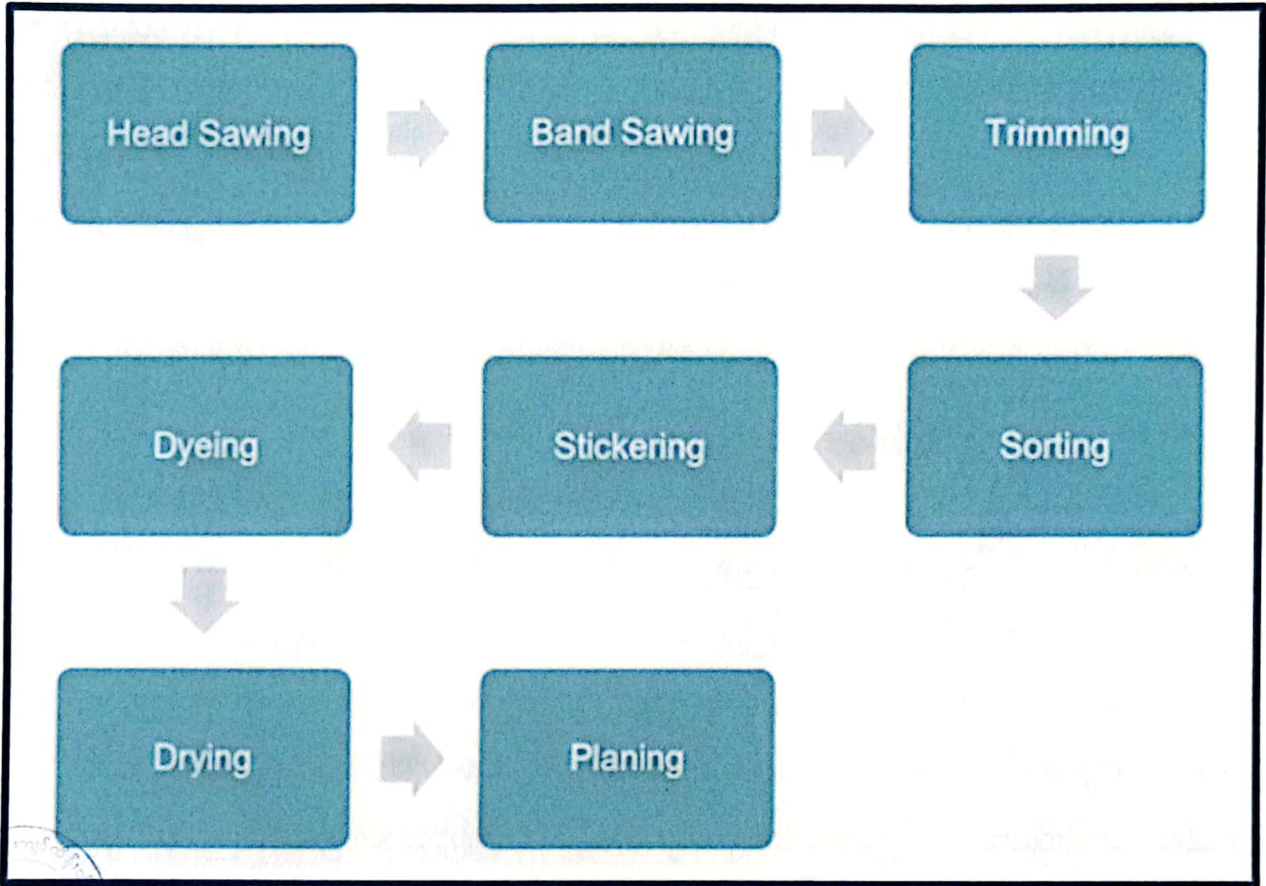 Head Sawing
Band Sawing
Trimming
Sorting
Stickering
Dyeing
Drying
Planing